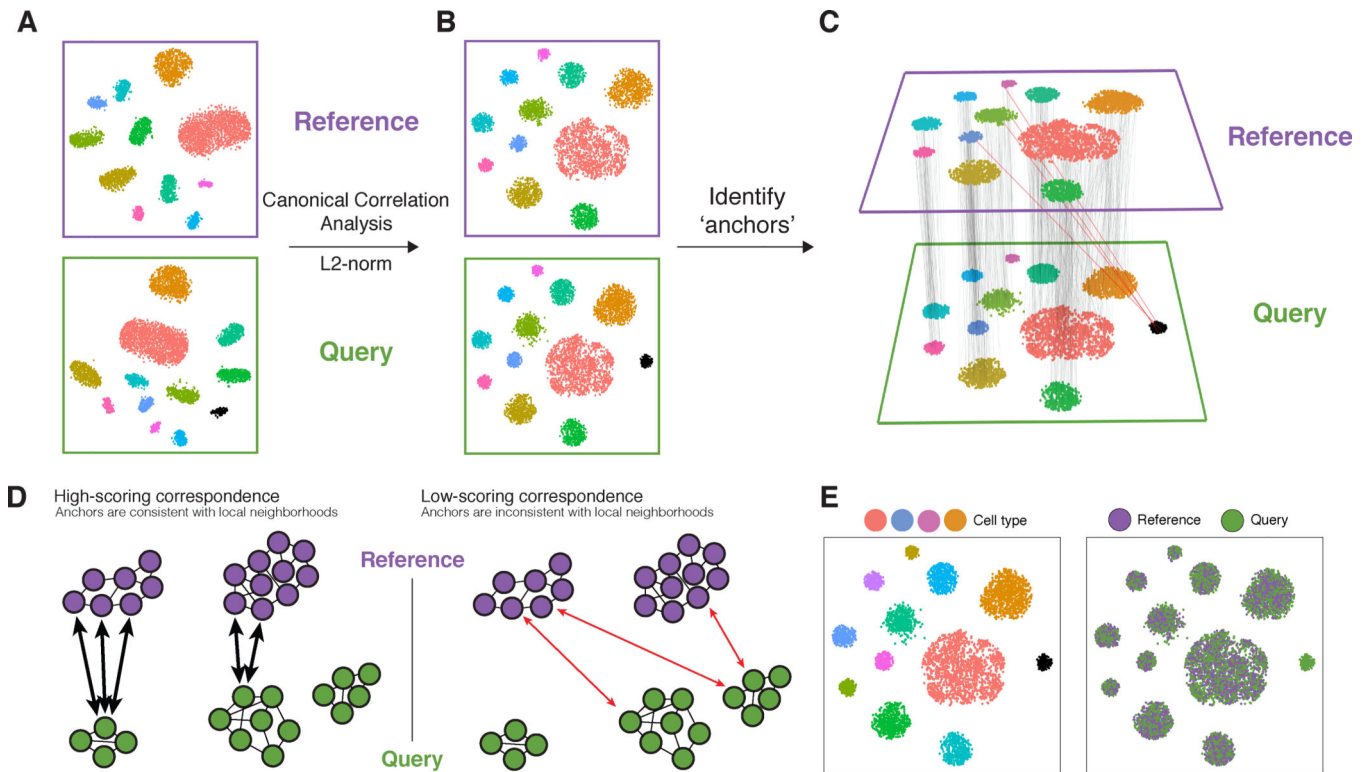 A
B
C
Reference
Canonical Correlation
Analysis
L2-norm
Query
Identify
‘anchors’
Reference
Query
D
High-scoring correspondence
Anchors are consistent with local neighborhoods
Low-scoring correspondence
Anchors are inconsistent with local neighborhoods
Reference
Query
E
Cell type
Reference
Query